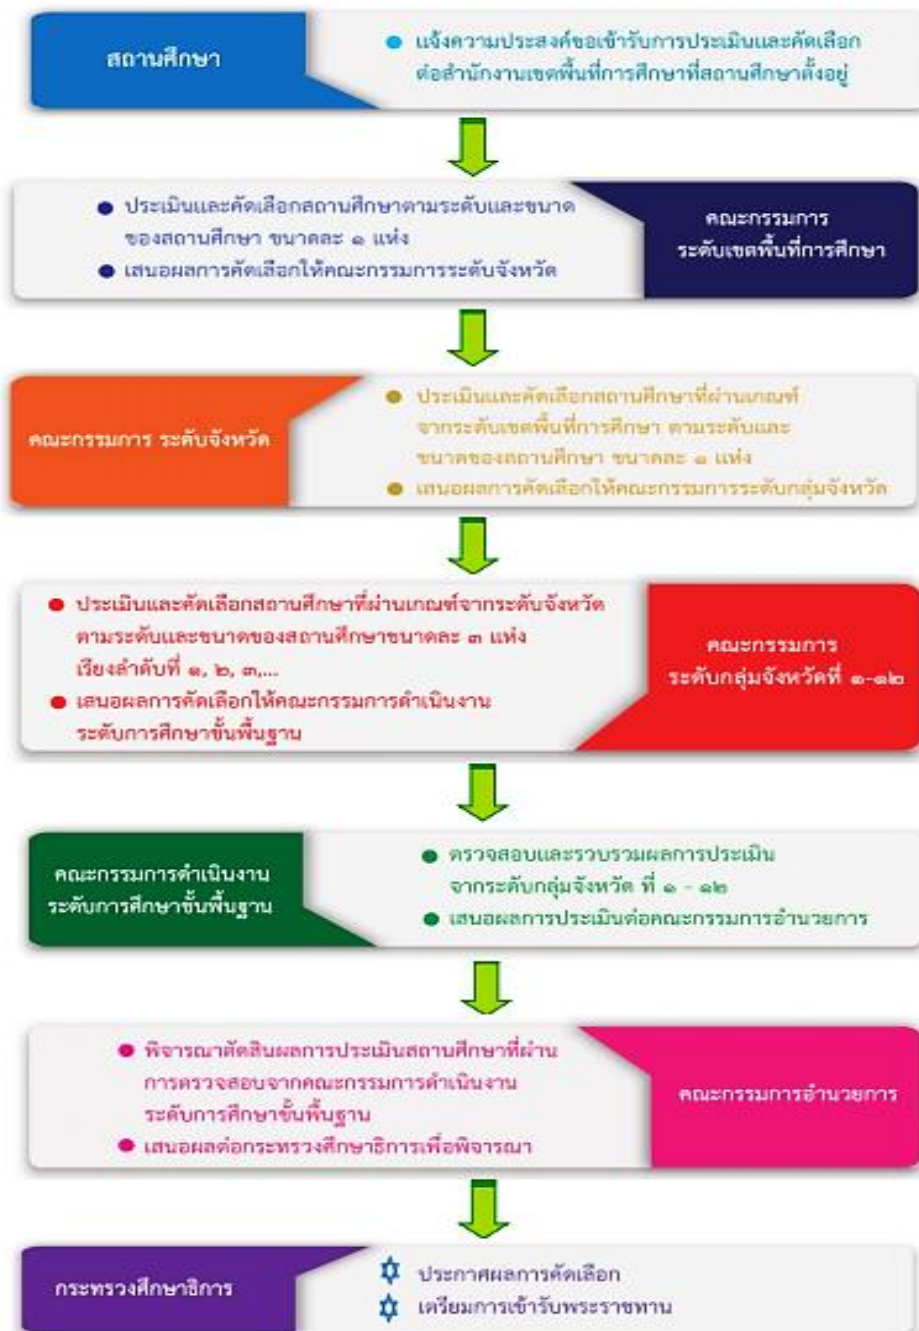 สถานศึกษา
แจ้งความประสงค์ขอเข้ารับการประเมินและคัดเลือก
ต่อสำนักงานเขตพื้นที่การศึกษาที่สถานศึกษาตั้งอยู่
ประเมินและคัดเลือกสถานศึกษาตามระดับและขนาด
ของสถานศึกษา ขนาดละ ๑ แห่ง
เสนอผลการคัดเลือกให้คณะกรรมการระดับจังหวัด
คณะกรรมการ
ระดับเขตพื้นที่การศึกษา
คณะกรรมการ ระดับจังหวัด
ประเมินและคัดเลือกสถานศึกษาที่ผ่านเกณฑ์
จากระดับเขตพื้นที่การศึกษา ตามระดับและ
ขนาดของสถานศึกษา ขนาดละ ๑ แห่ง
เสนอผลการคัดเลือกให้คณะกรรมการระดับกลุ่มจังหวัด
ประเมินและคัดเลือกสถานศึกษาที่ผ่านเกณฑ์จากระดับจังหวัด
ตามระดับและขนาดของสถานศึกษาขนาดละ ๓ แห่ง
เรียงลำดับที่ ๑, ๒, ๓,...
เสนอผลการคัดเลือกให้คณะกรรมการดำเนินงาน
ระดับการศึกษาขั้นพื้นฐาน
คณะกรรมการ
ระดับกลุ่มจังหวัดที่ ๑-๑๒
คณะกรรมการดำเนินงาน
ระดับการศึกษาขั้นพื้นฐาน
ตรวจสอบและรวบรวมผลการประเมิน
จากระดับกลุ่มจังหวัด ที่ ๑ - ๑๒
เสนอผลการประเมินต่อคณะกรรมการอำนวยการ
พิจารณาตัดสินผลการประเมินสถานศึกษาที่ผ่าน
การตรวจสอบจากคณะกรรมการดำเนินงาน
ระดับการศึกษาขั้นพื้นฐาน
เสนอผลต่อกระทรวงศึกษาธิการเพื่อพิจารณา
คณะกรรมการอำนวยการ
กระทรวงศึกษาธิการ
ประกาศผลการคัดเลือก
เตรียมการเข้ารับพระราชทาน